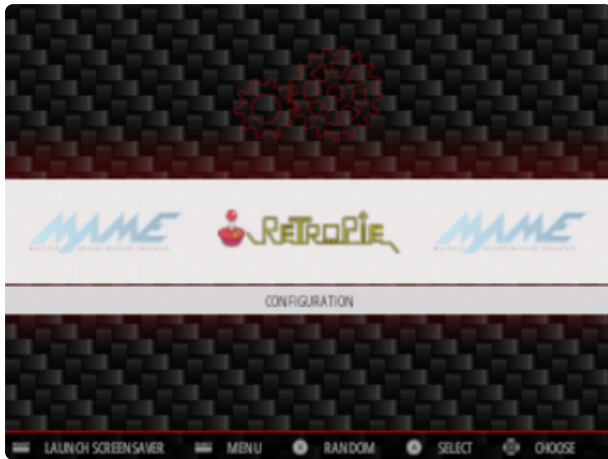 MAME RETROPIE MAME
CONFIGURATION
LAUNCH SCREENSAVER MENU RANDOM SELECT CHOOSE